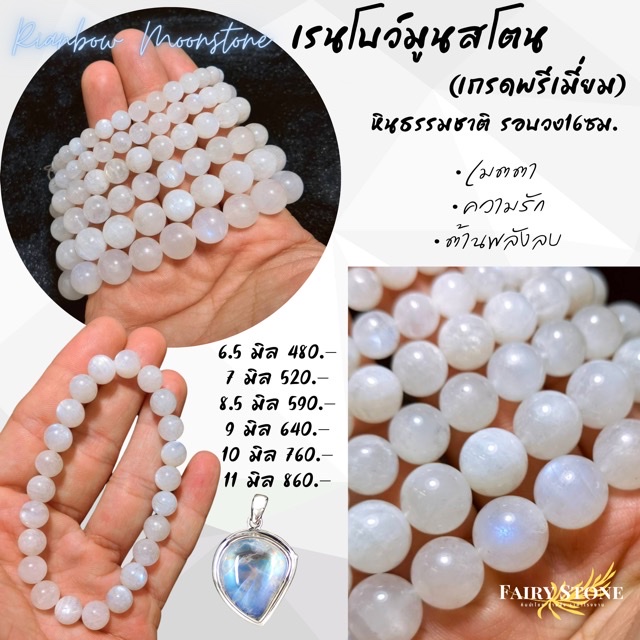 Rianbow Moonstone
เรนโบว์มูนสโตน
(เกรดพรีเมี่ยม)
หินธรรมชาติ รอบวง16ซม.
•เมตตา
•ความรัก
•ต้านพลังลบ
6.5 มิล 480.-
7 มิล 520.-
8.5 มิล 590.-
9 มิล 640.-
10 มิล 760.-
11 มิล 860.-
FAIRY STONE